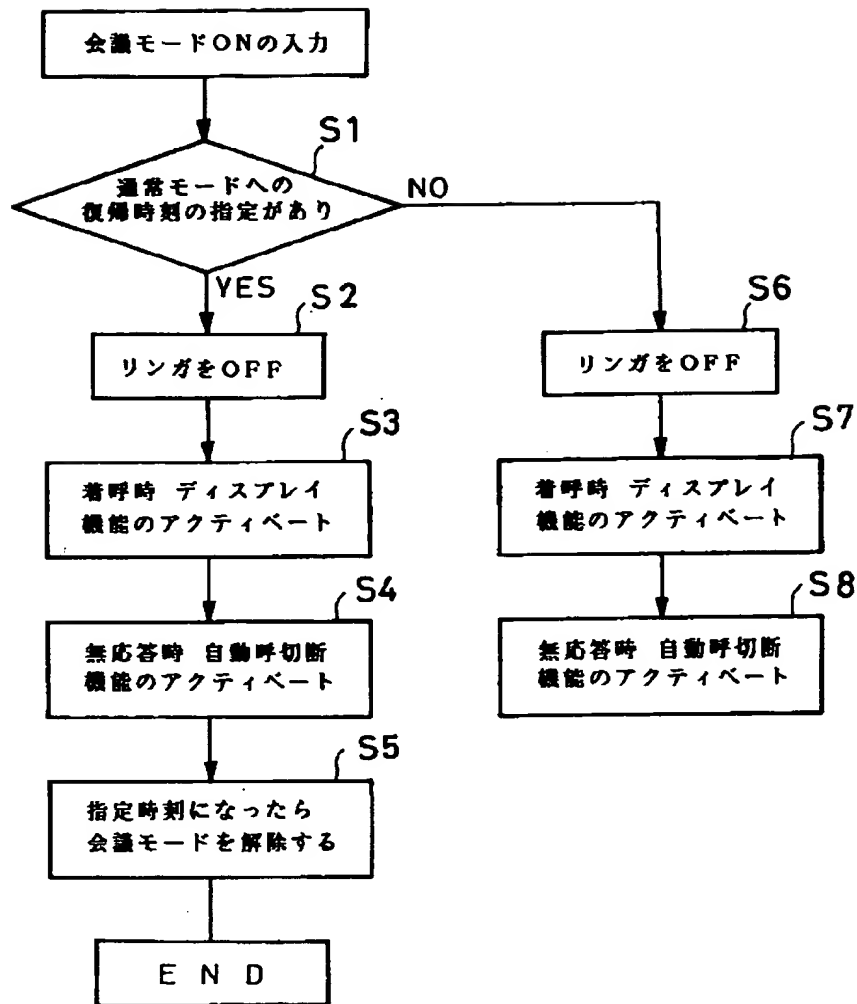 会議モードONの入力
S1
通常モードへの
復帰時刻の指定があり
NO
YES
S2
リンガをOFF
S3
着呼時 ディスプレイ
機能のアクティベート
S4
無応答時 自動呼切断
機能のアクティベート
S5
指定時刻になったら
会議モードを解除する
END
S6
リンガをOFF
S7
着呼時 ディスプレイ
機能のアクティベート
S8
無応答時 自動呼切断
機能のアクティベート